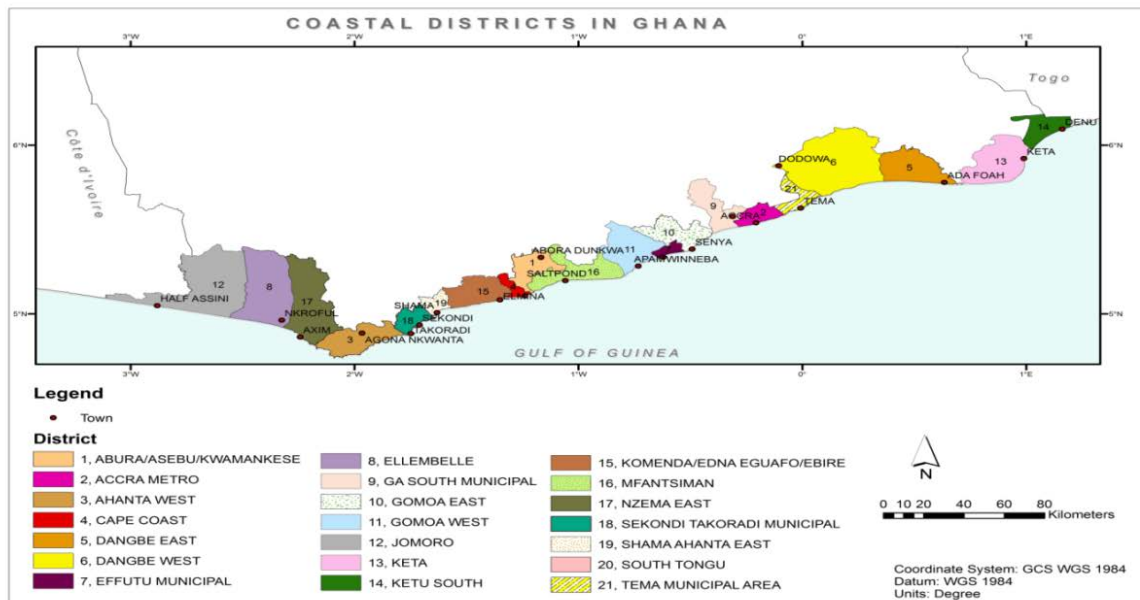 COASTAL DISTRICTS IN GHANA
3°W 2°W 1°W 0° 1°E
Togo
Côte d'Ivoire
6°N
6°N
14
DENU
KETA
DODOWA
6
5
13
ADA FOAH
21
TEMA
9
ACCRA
2
10
SENYA
ABORA DUNKWA
11
1
APAM
WINNEBA
SALTPOND
16
12
8
17
15
ELMINA
HALF ASSINI
SHAMA
19
5°N
5°N
NKROFUL
SEKONDI
18
TAKORADI
AXIM
3
AGONA NKWANTA
GULF OF GUINEA
3°W 2°W 1°W 0° 1°E
Legend
Town
District
1, ABURA/ASEBU/KWAMANKESE
2, ACCRA METRO
3, AHANTA WEST
4, CAPE COAST
5, DANGBE EAST
6, DANGBE WEST
7, EFFUTU MUNICIPAL
8, ELLEMBELLE
9, GA SOUTH MUNICIPAL
10, GOMOA EAST
11, GOMOA WEST
12, JOMORO
13, KETA
14, KETU SOUTH
15, KOMENDA/EDNA EGUAFO/EBIRE
16, MFANTSIMAN
17, NZEMA EAST
18, SEKONDI TAKORADI MUNICIPAL
19, SHAMA AHANTA EAST
20, SOUTH TONGU
21, TEMA MUNICIPAL AREA
N
0 10 20 40 60 80
Kilometers
Coordinate System: GCS WGS 1984
Datum: WGS 1984
Units: Degree